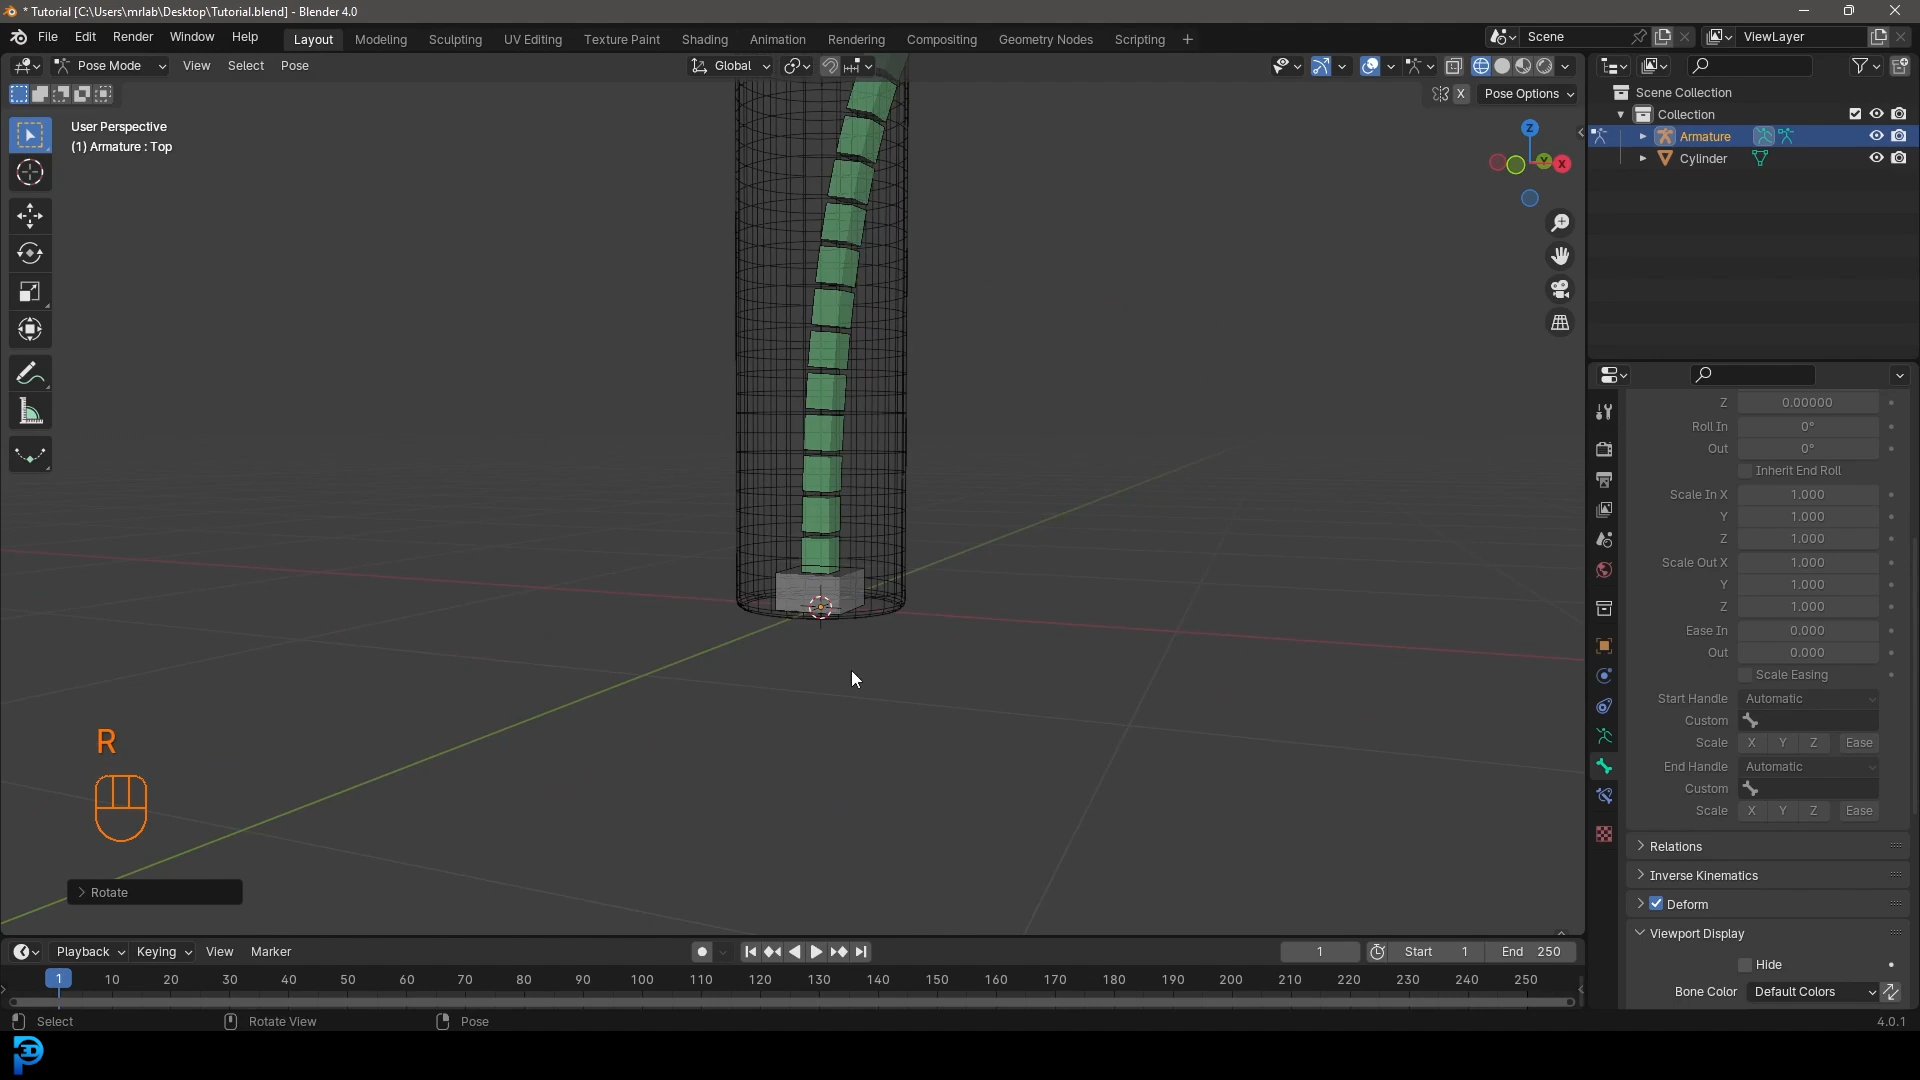 * Tutorial [C:\Users\mrlab\Desktop\Tutorial.blend] - Blender 4.0
File Edit Render Window Help
Layout Modeling Sculpting UV Editing Texture Paint Shading Animation Rendering Compositing Geometry Nodes Scripting +
Scene
ViewLayer
Pose Mode View Select Pose
Global
X Pose Options
Scene Collection
Collection
Armature
Cylinder
User Perspective
(1) Armature : Top
Z
Y
X
Z 0.00000
Roll In 0°
Out 0°
Inherit End Roll
Scale In X 1.000
Y 1.000
Z 1.000
Scale Out X 1.000
Y 1.000
Z 1.000
Ease In 0.000
Out 0.000
Scale Easing
Start Handle Automatic
Custom
Scale X Y Z Ease
End Handle Automatic
Custom
Scale X Y Z Ease
Relations
Inverse Kinematics
Deform
Viewport Display
Hide
Bone Color Default Colors
R
Rotate
Playback Keying View Marker
1 Start 1 End 250
1 10 20 30 40 50 60 70 80 90 100 110 120 130 140 150 160 170 180 190 200 210 220 230 240 250
Select Rotate View Pose
4.0.1